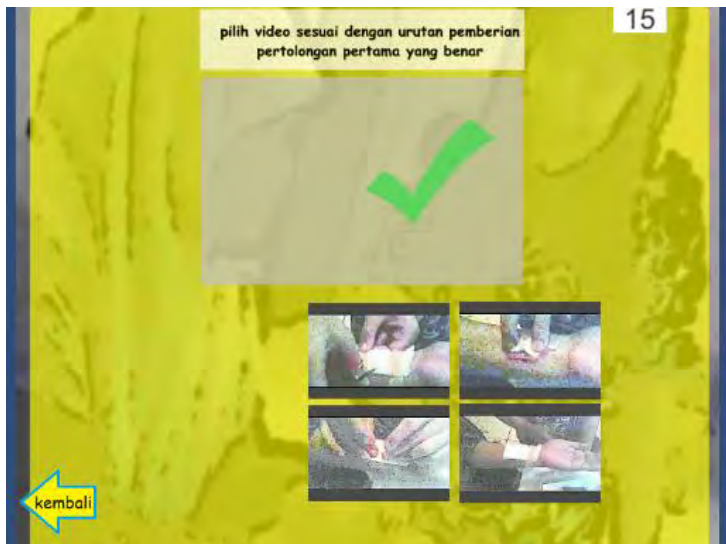 15
pilih video sesuai dengan urutan pemberian
pertolongan pertama yang benar
kembali